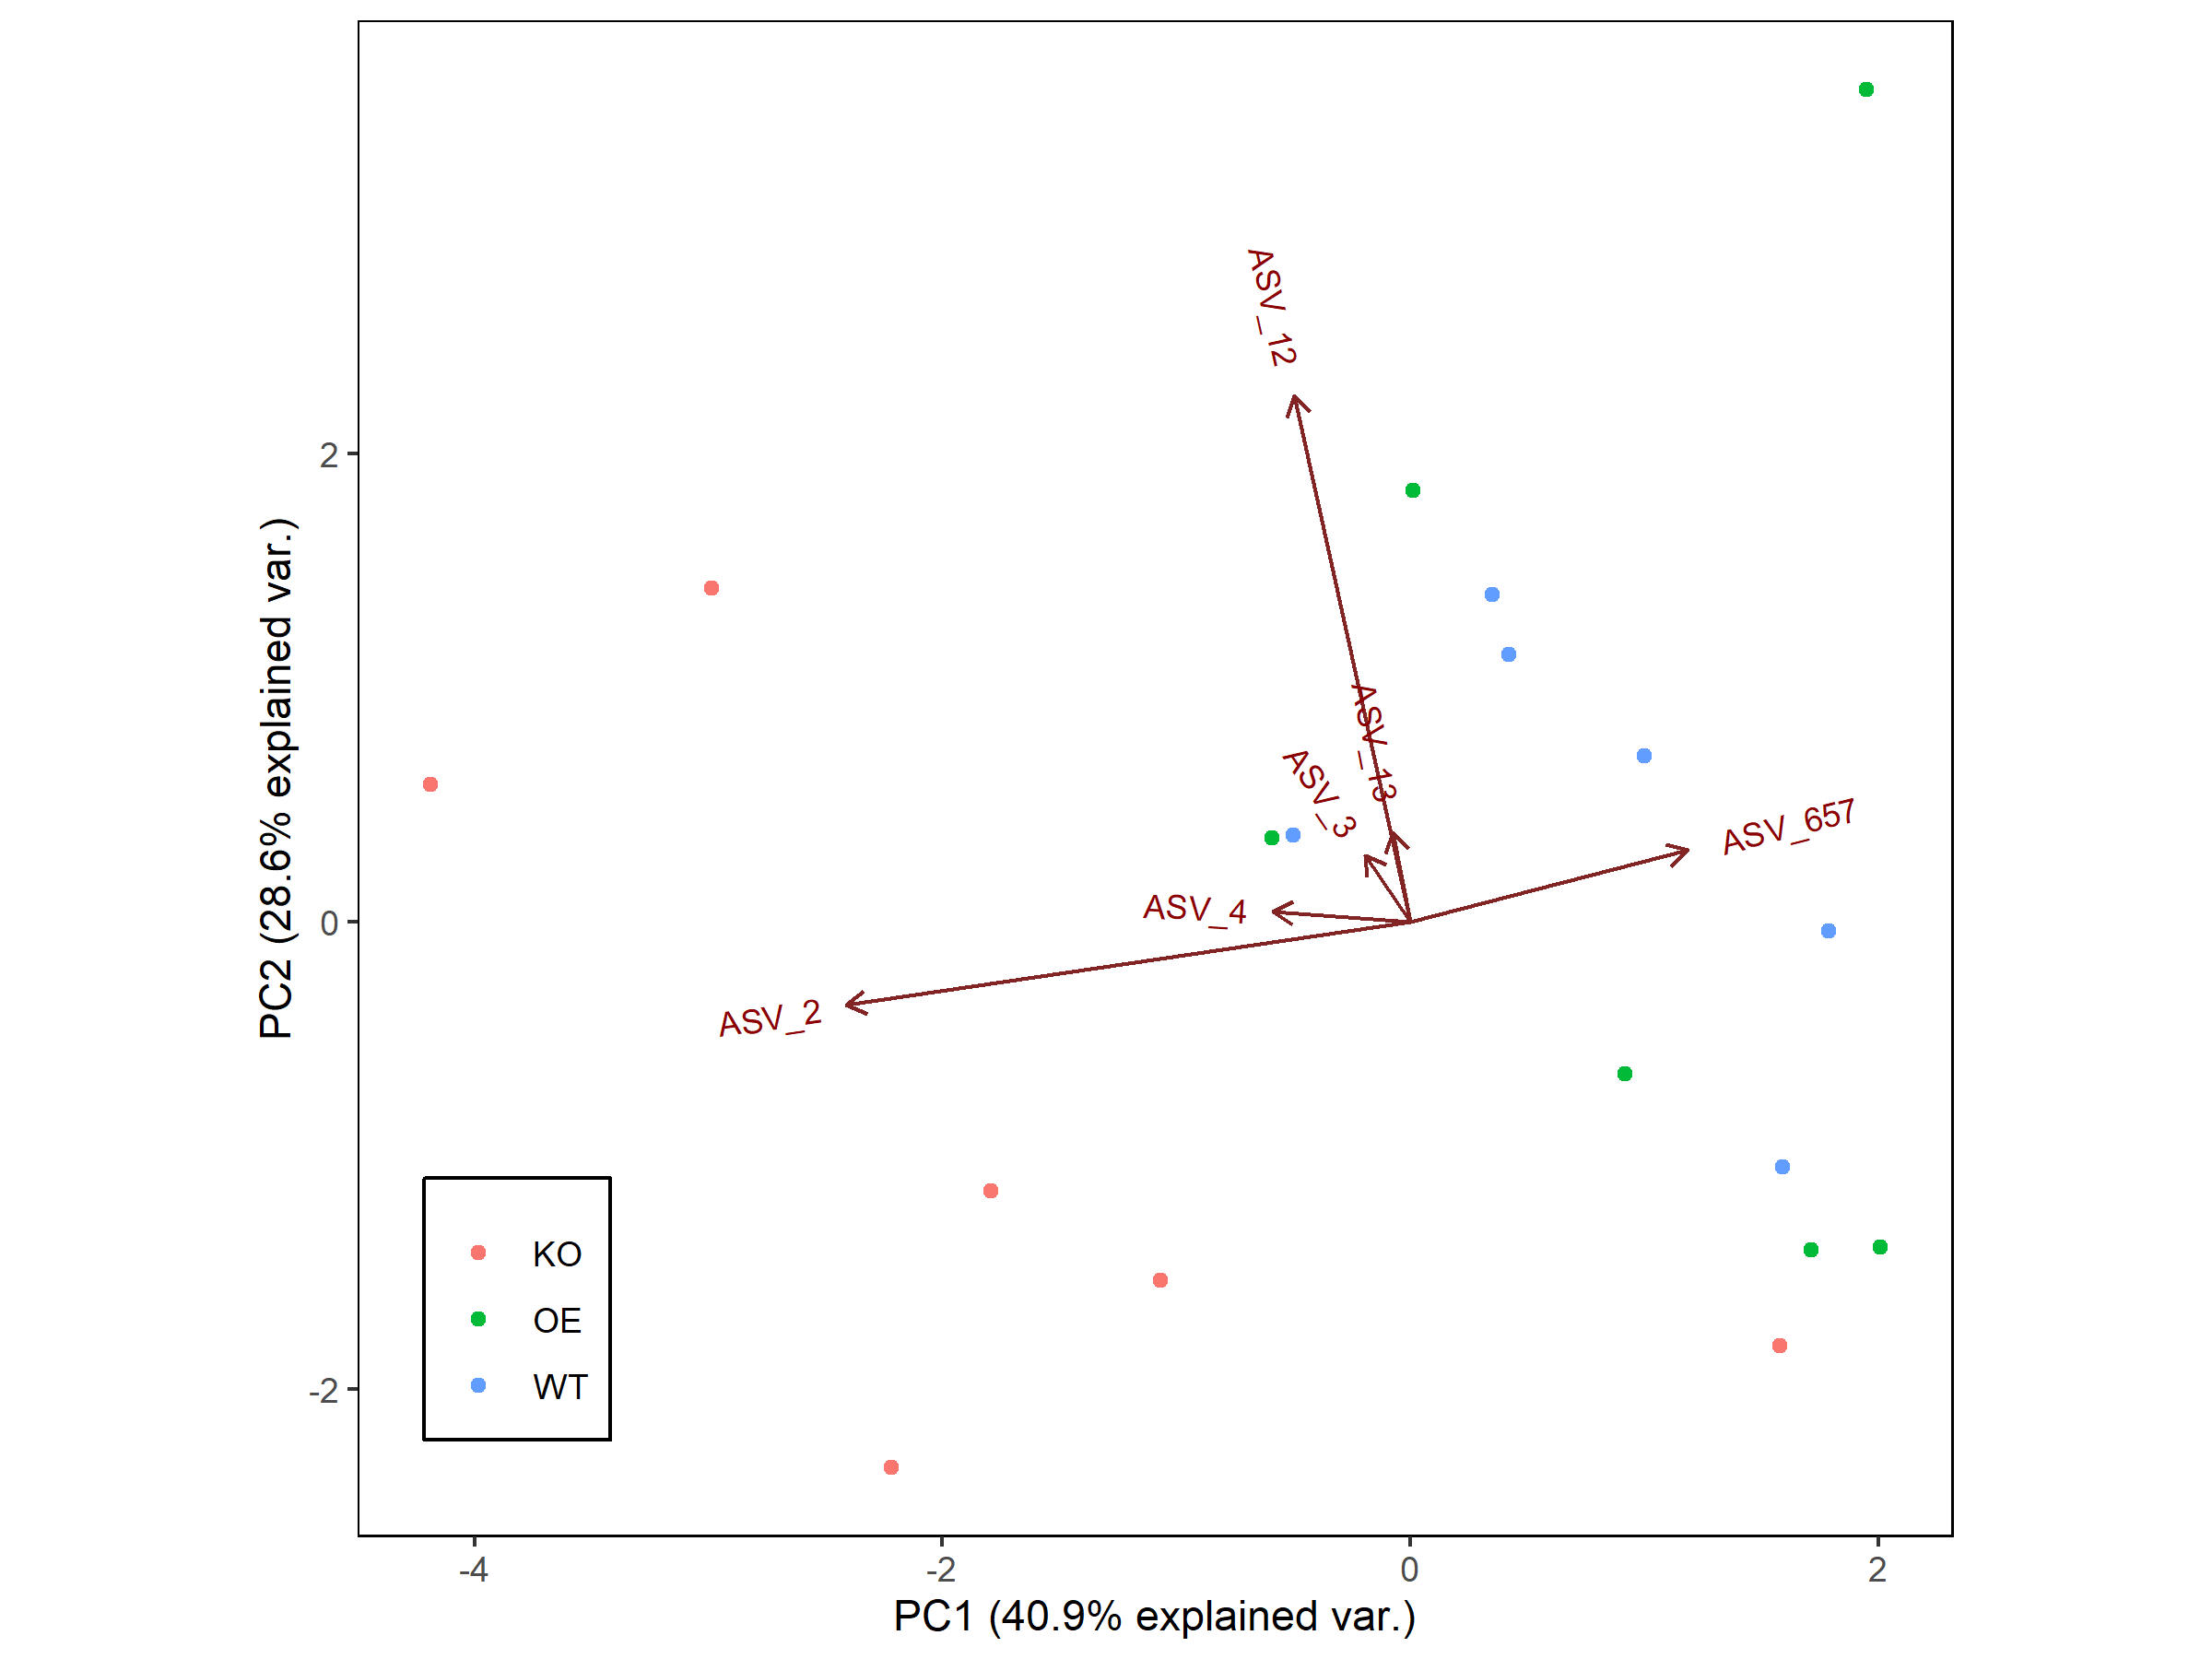 ASV_12
2
ASV_13
ASV_3
ASV_657
ASV_4
0
ASV_2
PC2 (28.6% explained var.)
KO
OE
WT
-2
-4
-2
0
2
PC1 (40.9% explained var.)